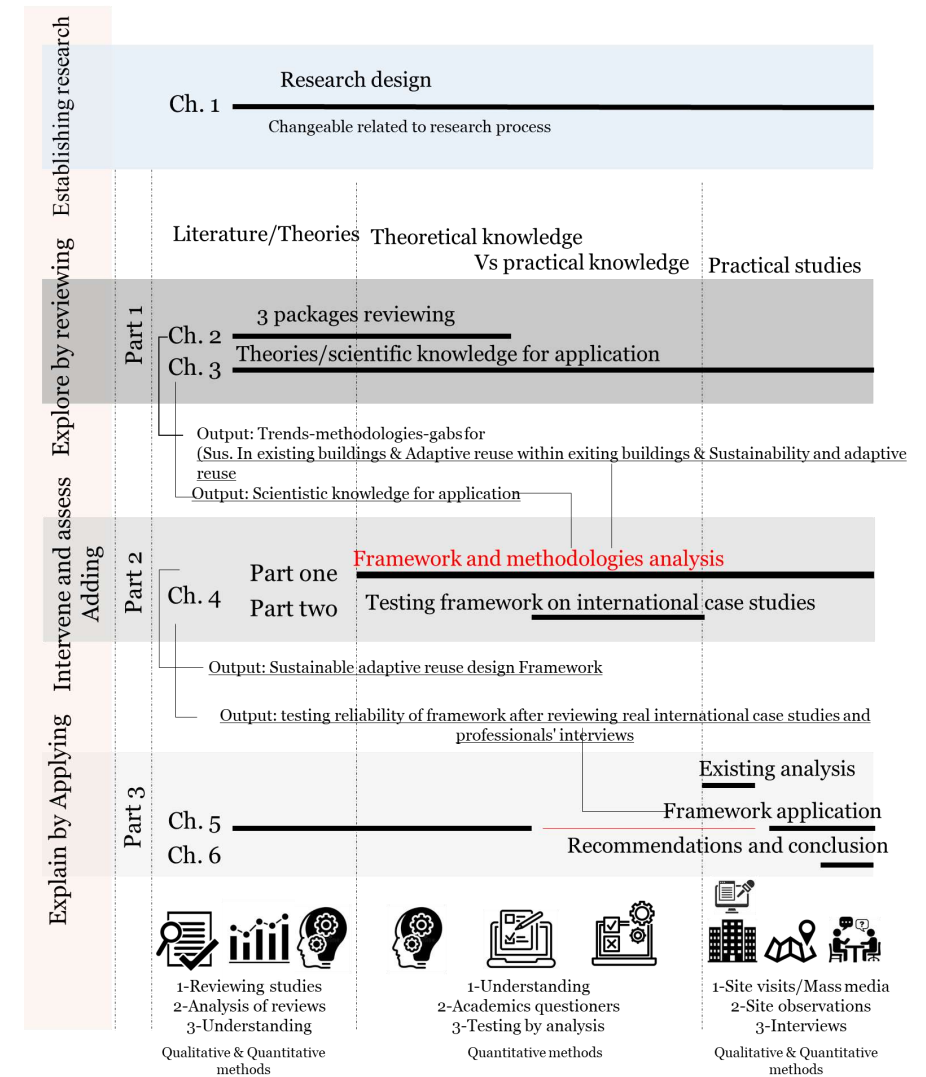 Establishing research
Research design
Ch. 1
Changeable related to research process
Literature/Theories
Theoretical knowledge
Vs practical knowledge
Practical studies
Explore by reviewing
Part 1
3 packages reviewing
Ch. 2
Theories/scientific knowledge for application
Ch. 3
Output: Trends-methodologies-gabs for
(Sus. In existing buildings & Adaptive reuse within exiting buildings & Sustainability and adaptive
reuse
Output: Scientistic knowledge for application
Intervene and assess
Adding
Part 2
Framework and methodologies analysis
Part one
Ch. 4
Part two
Testing framework on international case studies
Output: Sustainable adaptive reuse design Framework
Output: testing reliability of framework after reviewing real international case studies and
professionals' interviews
Explain by Applying
Part 3
Existing analysis
Framework application
Ch. 5
Recommendations and conclusion
Ch. 6
1-Reviewing studies
2-Analysis of reviews
3-Understanding
Qualitative & Quantitative
methods
1-Understanding
2-Academics questioners
3-Testing by analysis
Quantitative methods
1-Site visits/Mass media
2-Site observations
3-Interviews
Qualitative & Quantitative
methods